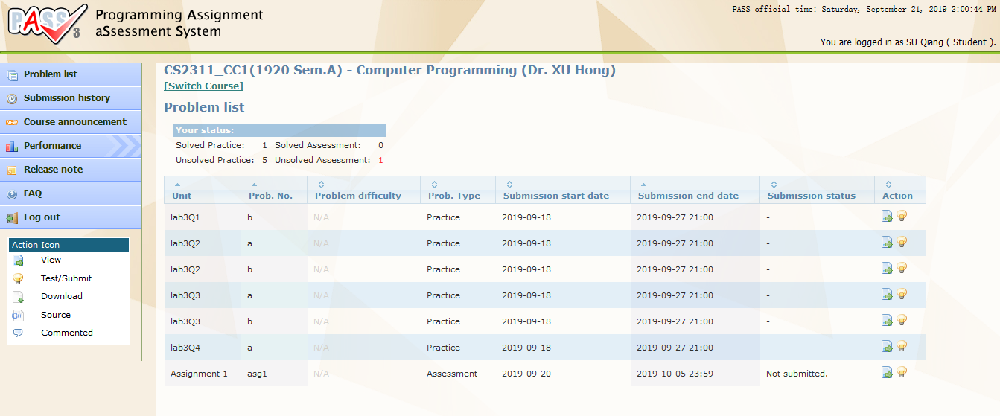 PASS 3
Programming Assignment
aSsessment System
PASS official time: Saturday, September 21, 2019 2:00:44 PM
You are logged in as SU Qiang ( Student ).
Problem list
Submission history
NEW Course announcement
Performance
Release note
FAQ
Log out
Action Icon
View
Test/Submit
Download
Source
Commented
CS2311_CC1(1920 Sem.A) - Computer Programming (Dr. XU Hong)
[Switch Course]
Problem list
Your status:
Solved Practice: 1 Solved Assessment: 0
Unsolved Practice: 5 Unsolved Assessment: 1
Unit Prob. No. Problem difficulty Prob. Type Submission start date Submission end date Submission status Action
lab3Q1 b N/A Practice 2019-09-18 2019-09-27 21:00 -
lab3Q2 a N/A Practice 2019-09-18 2019-09-27 21:00 -
lab3Q2 b N/A Practice 2019-09-18 2019-09-27 21:00 -
lab3Q3 a N/A Practice 2019-09-18 2019-09-27 21:00 -
lab3Q3 b N/A Practice 2019-09-18 2019-09-27 21:00 -
lab3Q4 a N/A Practice 2019-09-18 2019-09-27 21:00 -
Assignment 1 asg1 N/A Assessment 2019-09-20 2019-10-05 23:59 Not submitted.